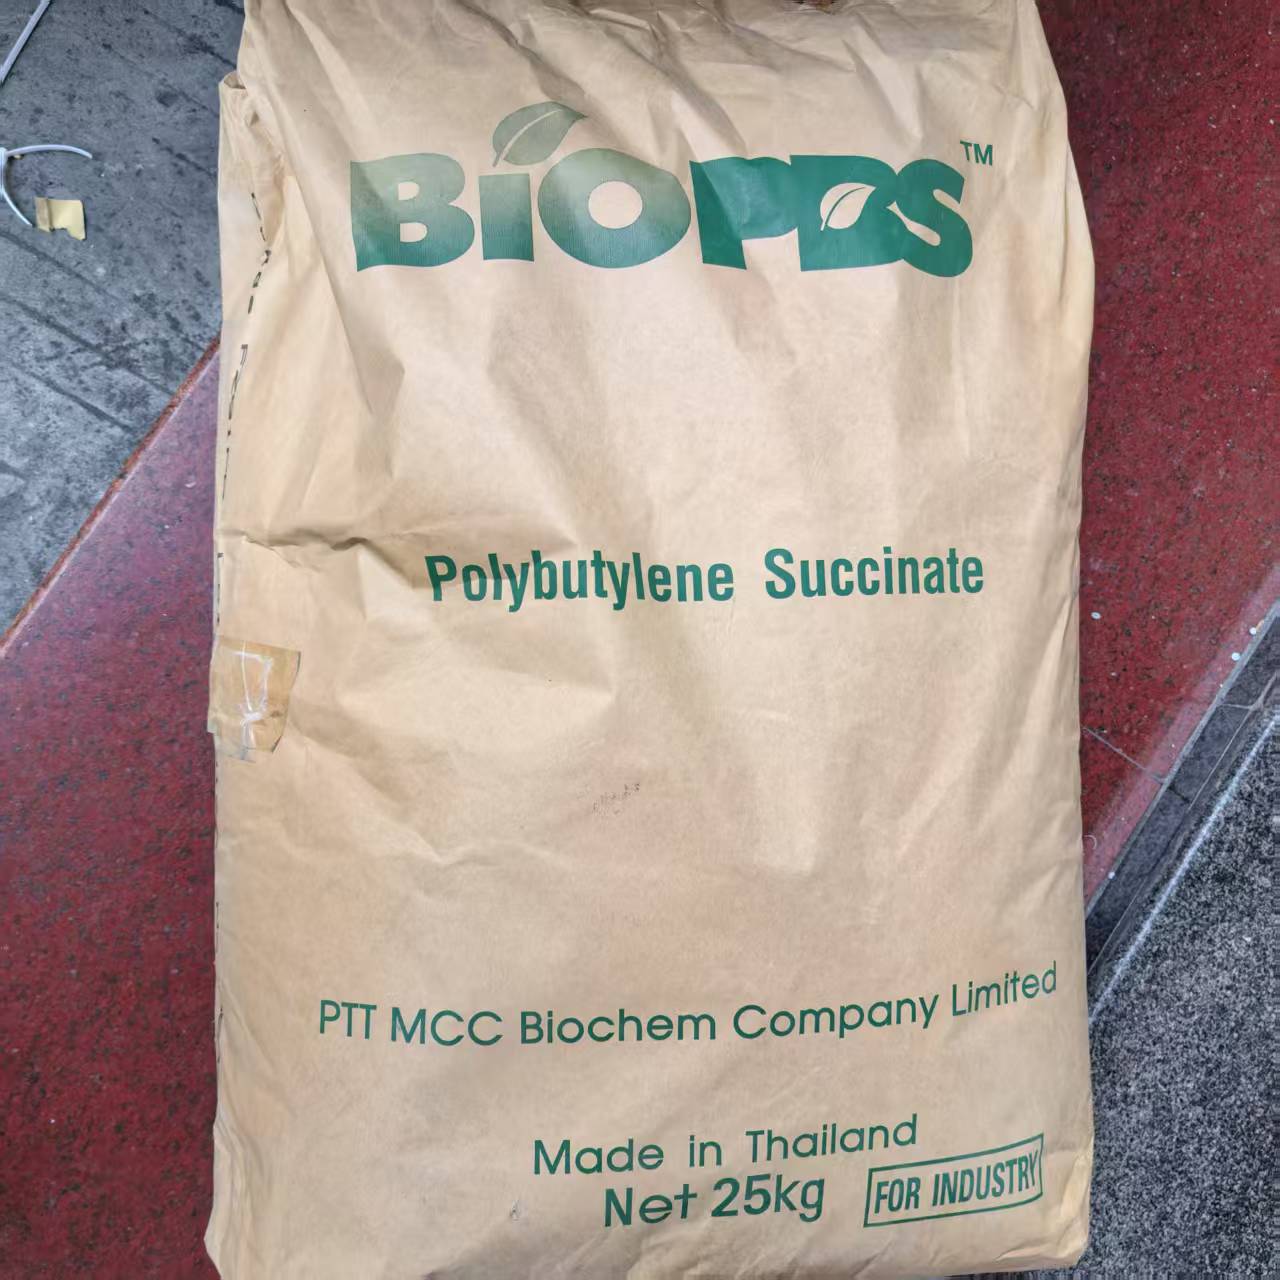 BioPBS™
Polybutylene Succinate
PTT MCC Biochem Company Limited
Made in Thailand
Net 25kg
FOR INDUSTRY